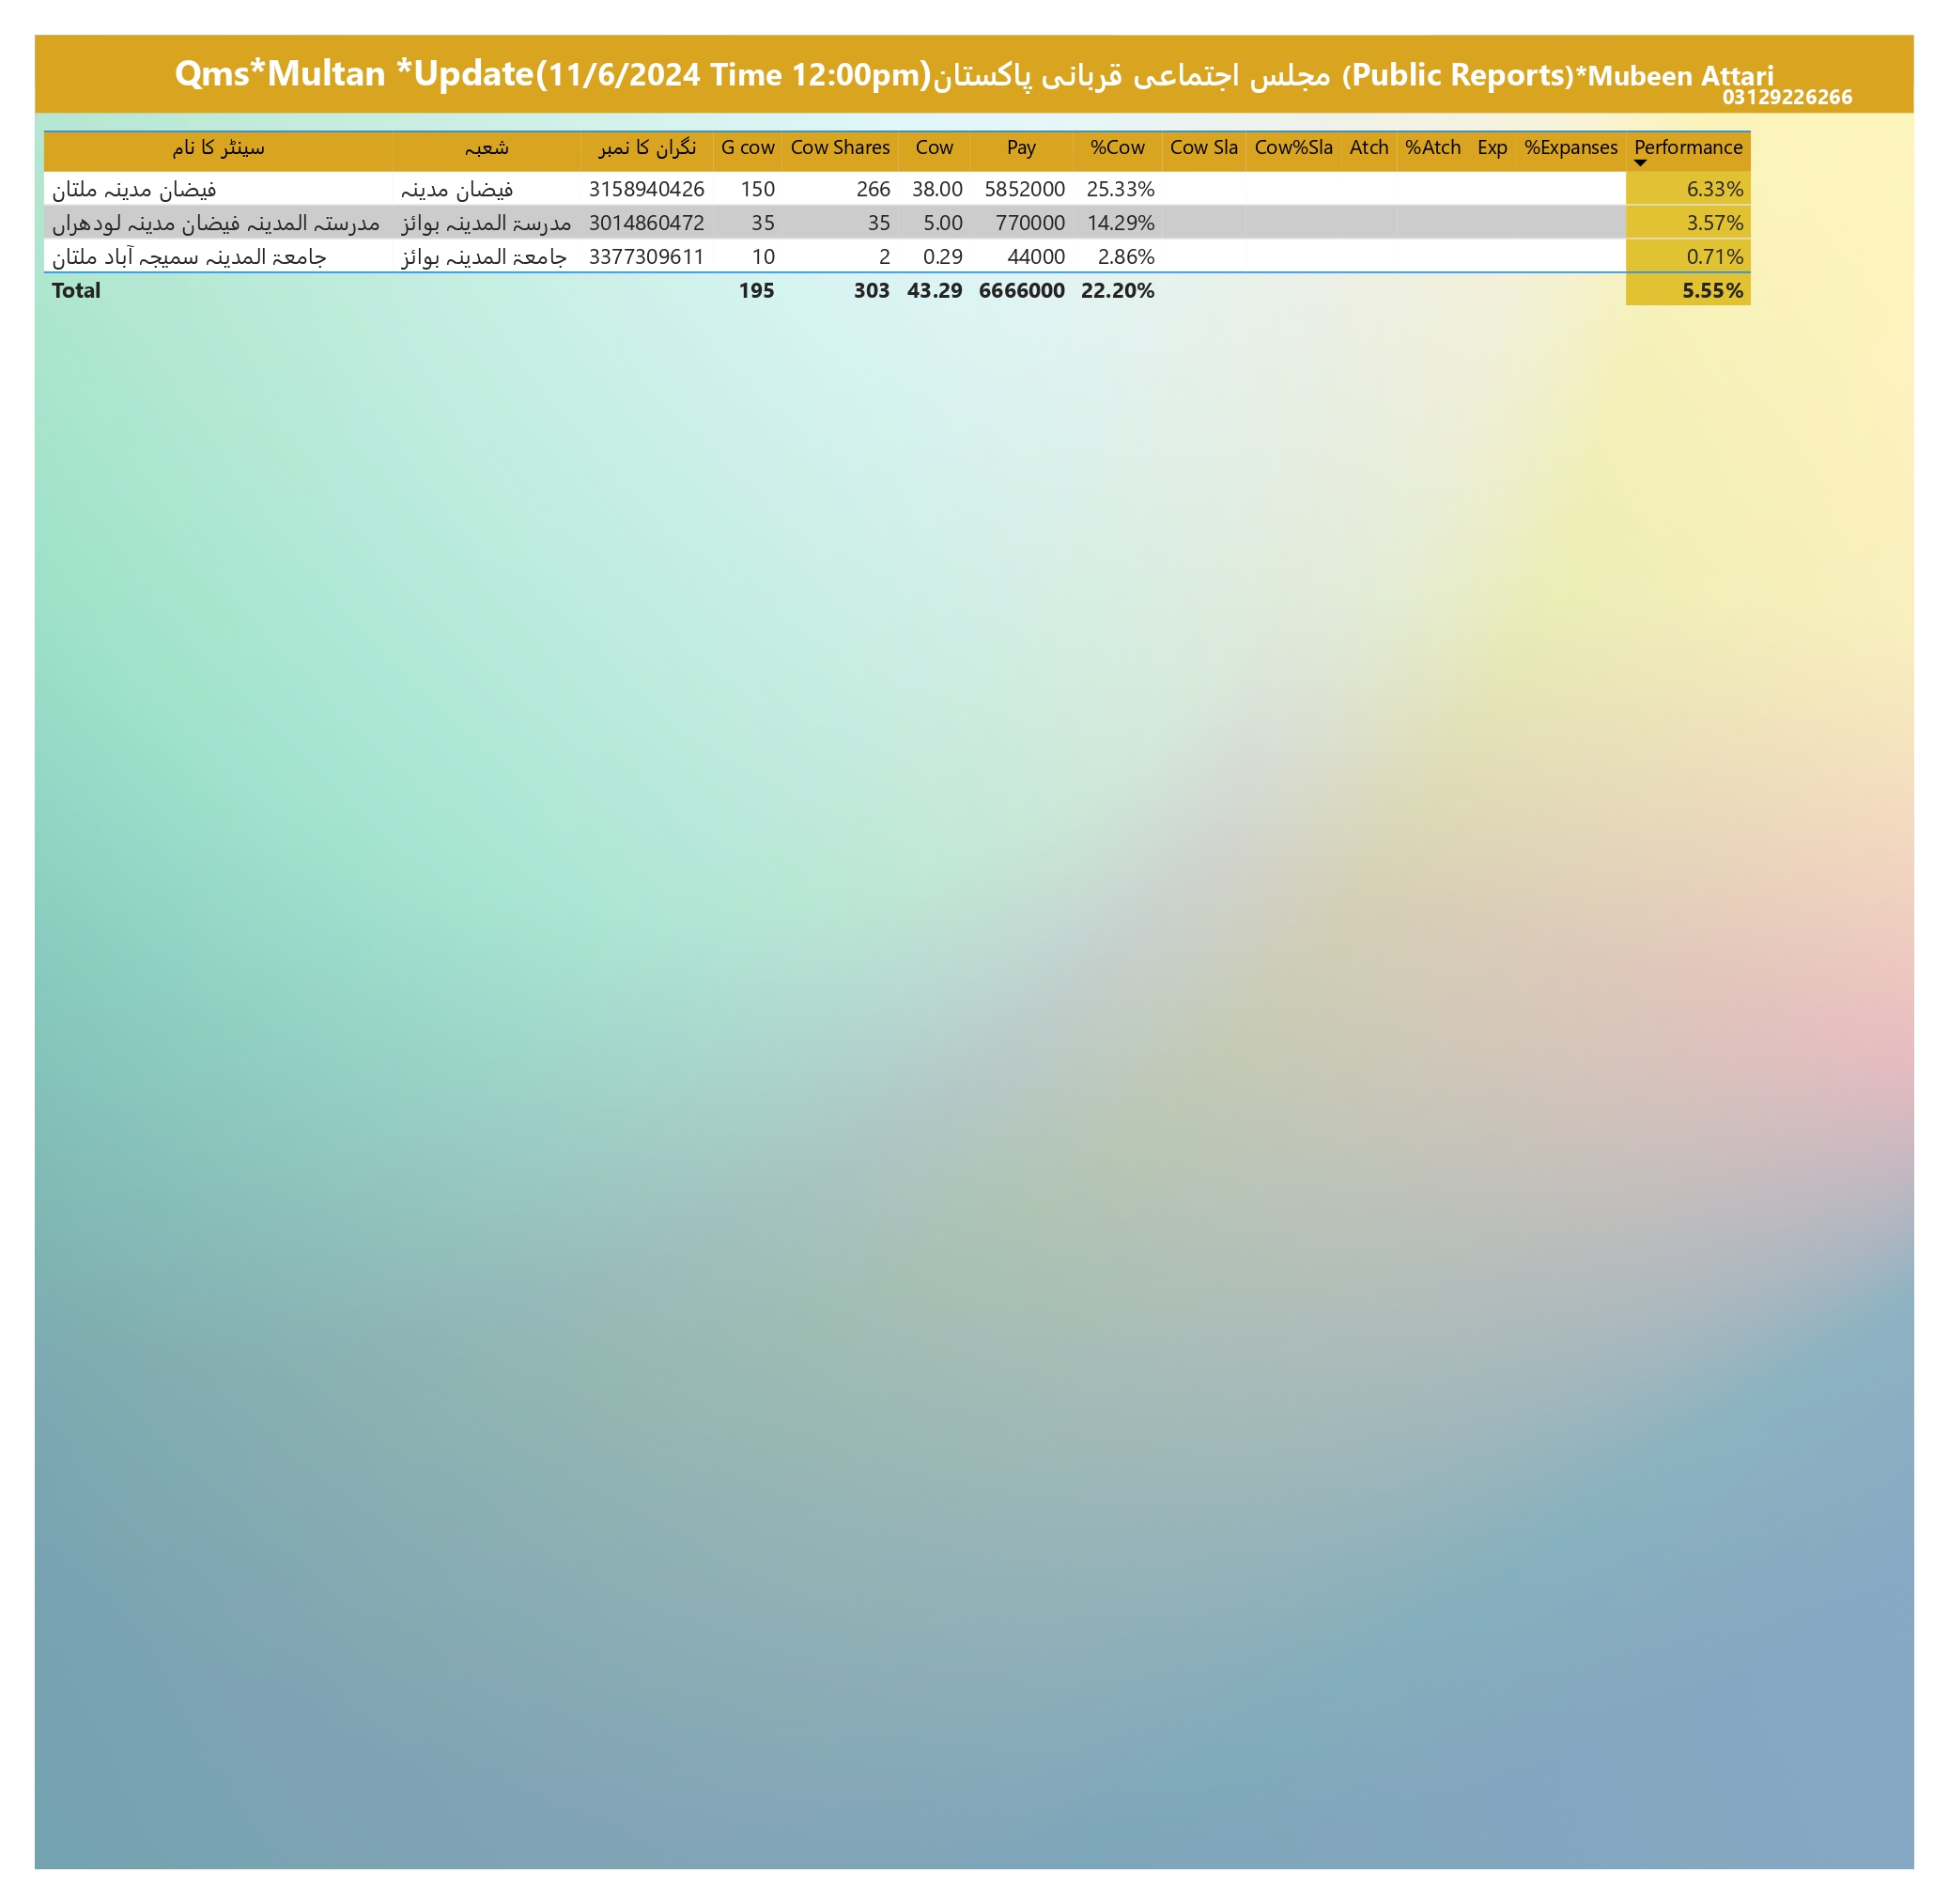 Qms*Multan *Update(11/6/2024 Time 12:00pm)مجلس اجتماعی قربانی پاکستان (Public Reports)*Mubeen Attari
03129226266
سینٹر کا نام شعبہ نگران کا نمبر G cow Cow Shares Cow Pay %Cow Cow Sla Cow%Sla Atch %Atch Exp %Expanses Performance
فیضان مدینہ ملتان فیضان مدینہ 3158940426 150 266 38.00 5852000 25.33% 6.33%
مدرستہ المدینہ فیضان مدینہ لودھراں مدرسۃ المدینہ بوائز 3014860472 35 35 5.00 770000 14.29% 3.57%
جامعۃ المدینہ سمیجہ آباد ملتان جامعۃ المدینہ بوائز 3377309611 10 2 0.29 44000 2.86% 0.71%
Total 195 303 43.29 6666000 22.20% 5.55%